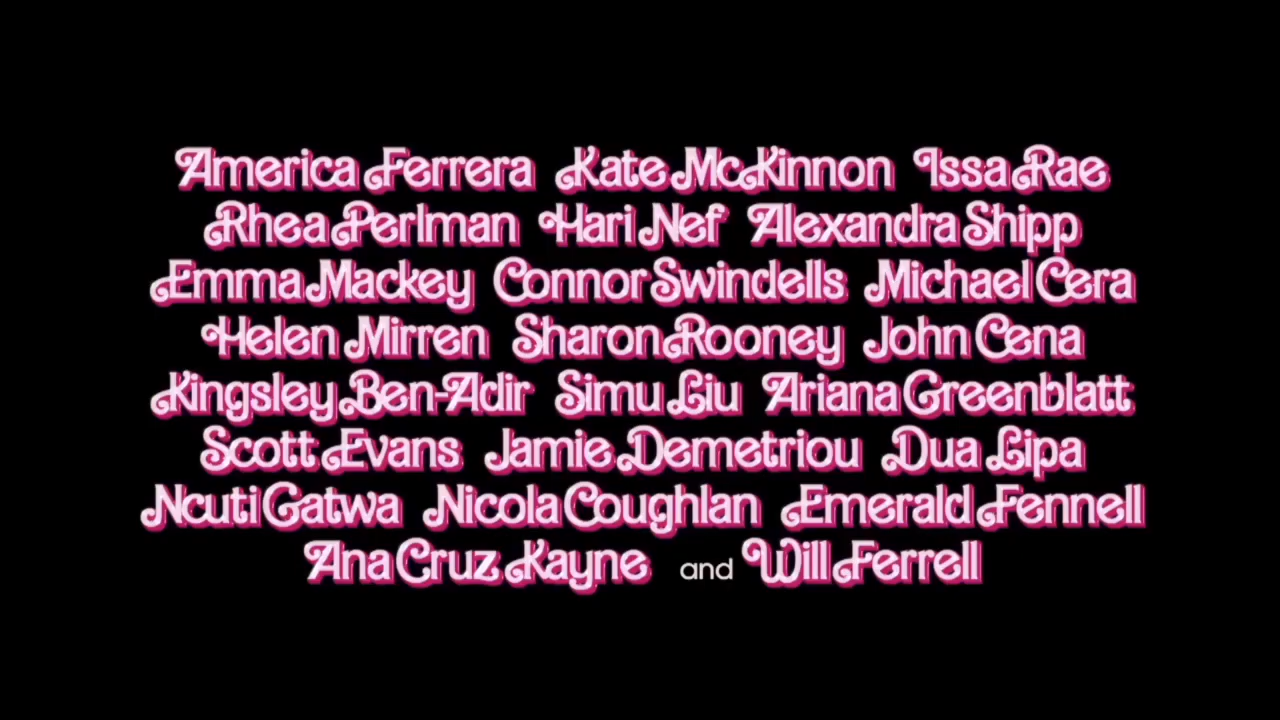 America Ferrera Kate McKinnon Issa Rae
Rhea Perlman Hari Nef Alexandra Shipp
Emma Mackey Connor Swindells Michael Cera
Helen Mirren Sharon Rooney John Cena
Kingsley Ben-Adir Simu Liu Ariana Greenblatt
Scott Evans Jamie Demetriou Dua Lipa
Ncuti Gatwa Nicola Coughlan Emerald Fennell
Ana Cruz Kayne and Will Ferrell